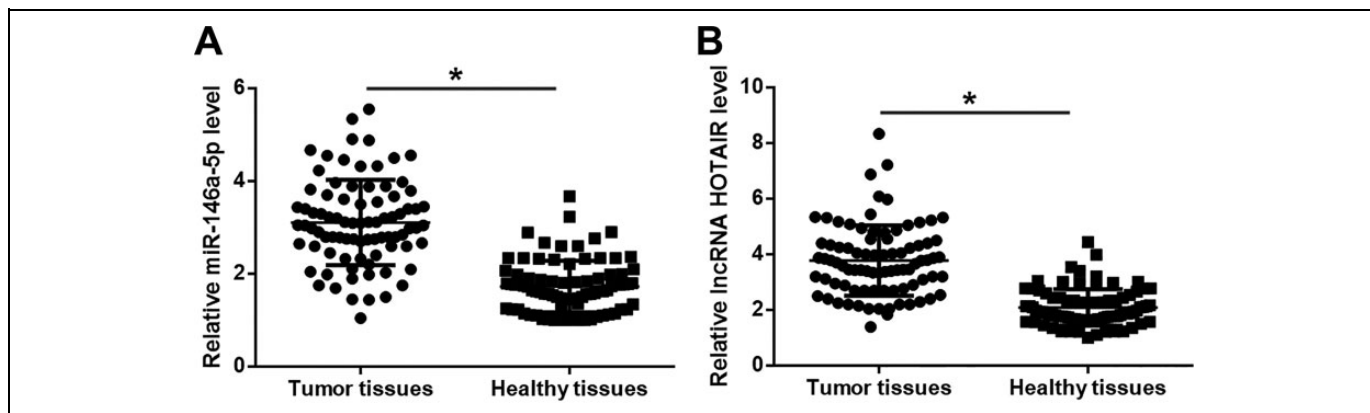 A
Relative miR-146a-5p level
6
4
2
0
*
Tumor tissues
Healthy tissues
B
Relative lncRNA HOTAIR level
10
8
6
4
2
0
*
Tumor tissues
Healthy tissues